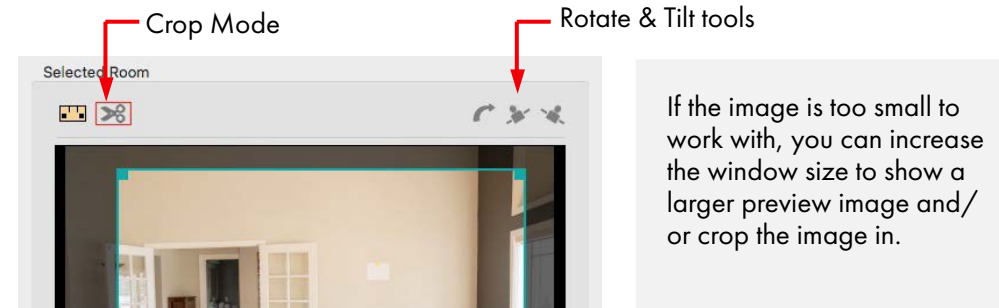 Crop Mode
Rotate & Tilt tools
Selected Room
If the image is too small to
work with, you can increase
the window size to show a
larger preview image and/
or crop the image in.